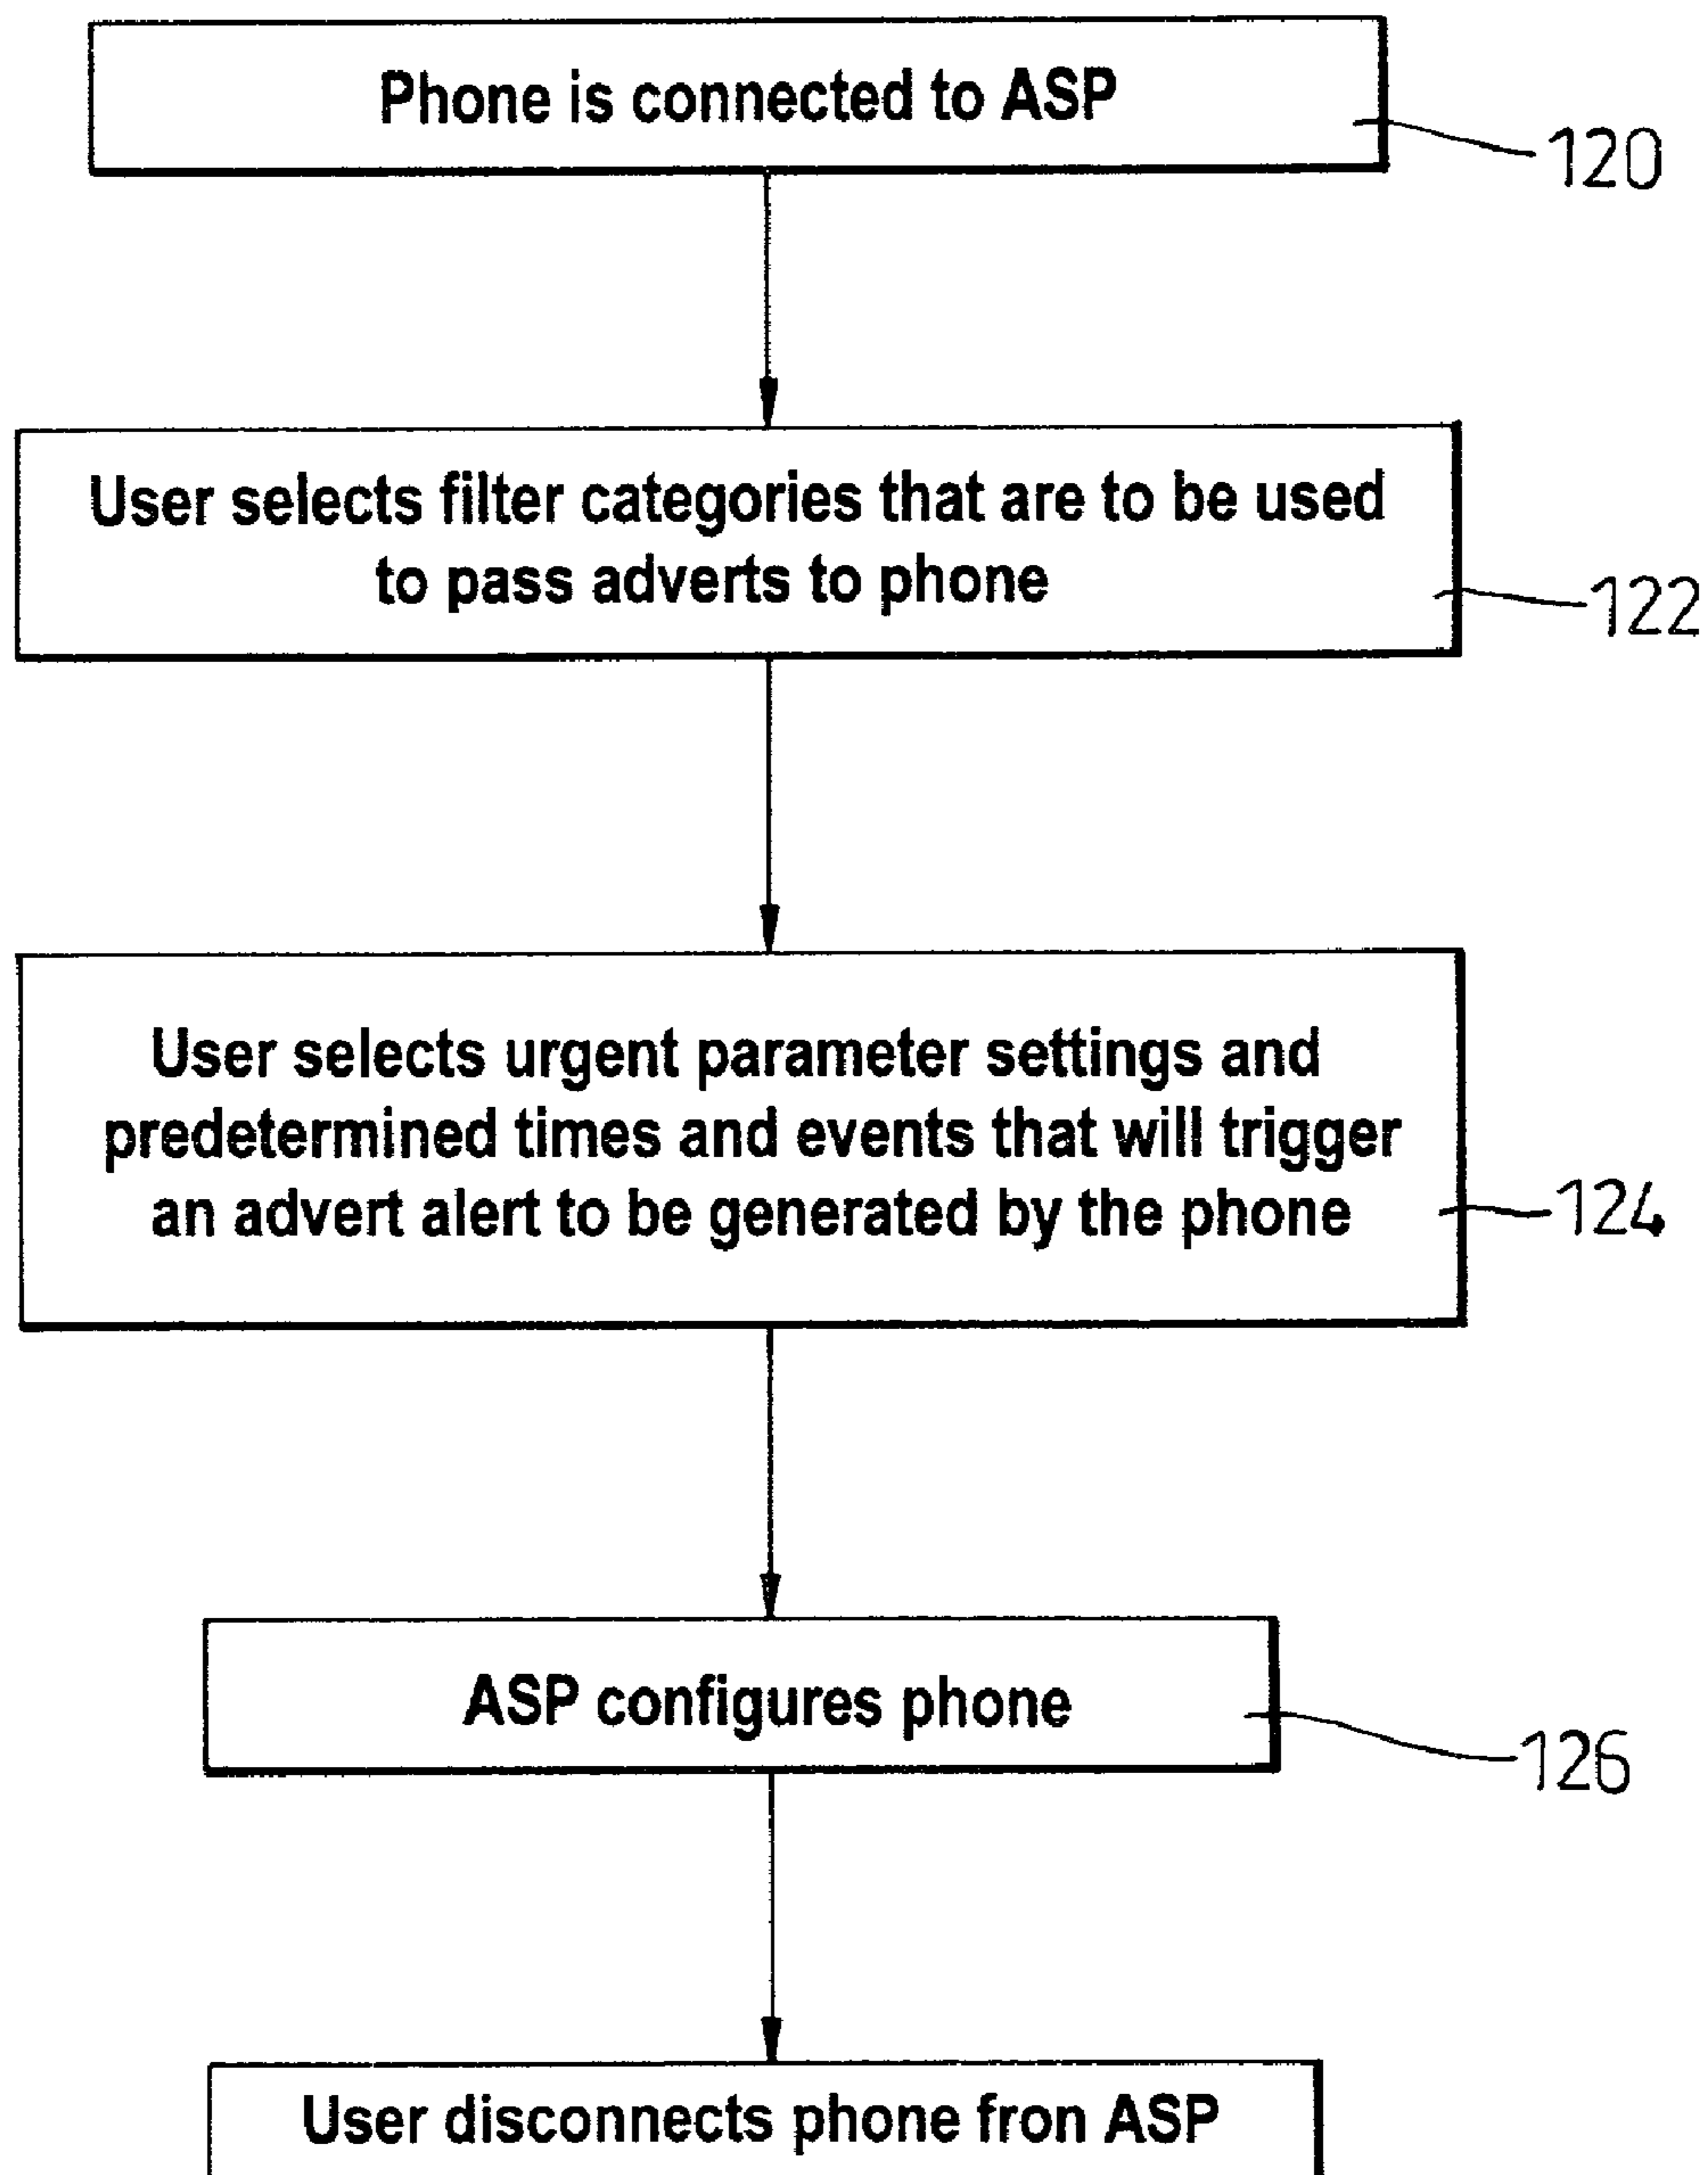 Phone is connected to ASP
120
User selects filter categories that are to be used
to pass adverts to phone
122
User selects urgent parameter settings and
predetermined times and events that will trigger
an advert alert to be generated by the phone
124
ASP configures phone
126
User disconnects phone fron ASP